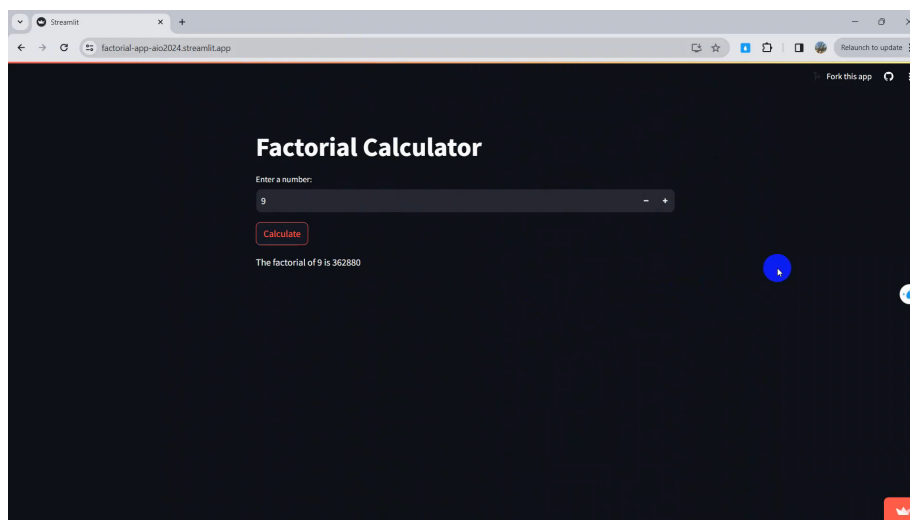 Streamlit
factorial-app-aio2024.streamlit.app
Relaunch to update
Fork this app
Factorial Calculator
Enter a number:
9
Calculate
The factorial of 9 is 362880